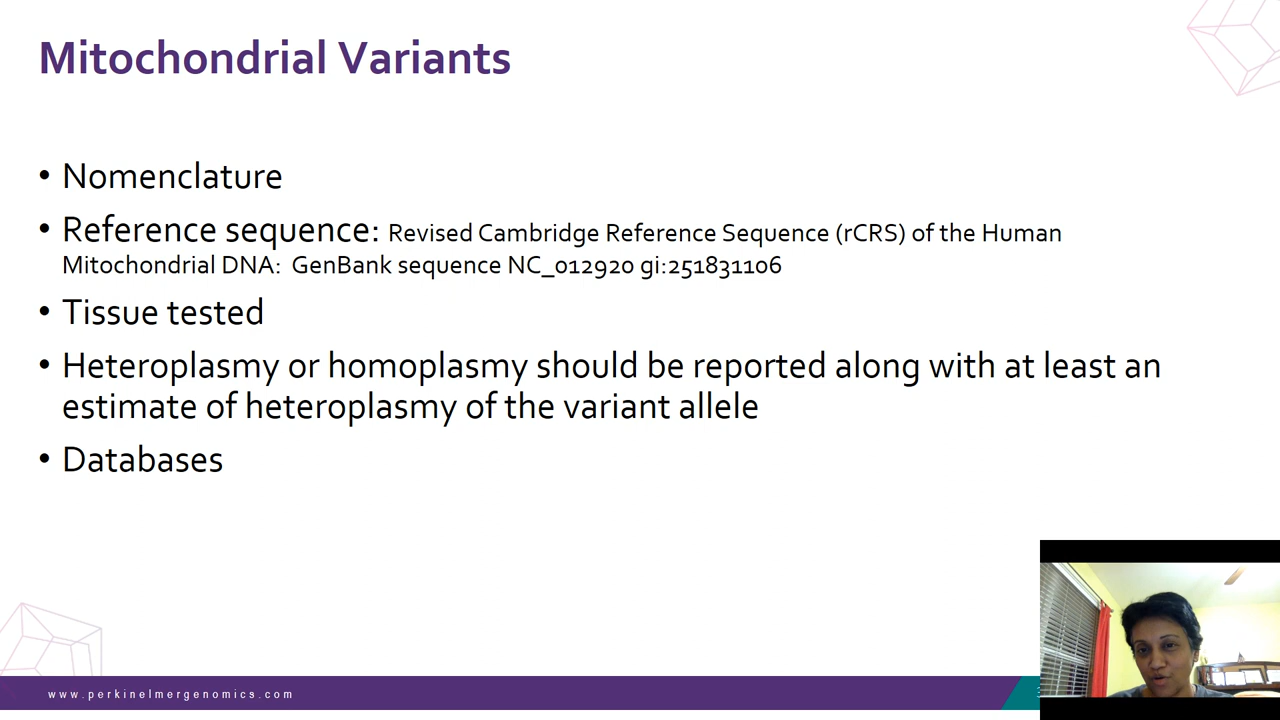 Mitochondrial Variants
• Nomenclature
• Reference sequence: Revised Cambridge Reference Sequence (rCRS) of the Human
Mitochondrial DNA: GenBank sequence NC_012920 gi:251831106
• Tissue tested
• Heteroplasmy or homoplasmy should be reported along with at least an
estimate of heteroplasmy of the variant allele
• Databases
www.perkinelmergenomics.com